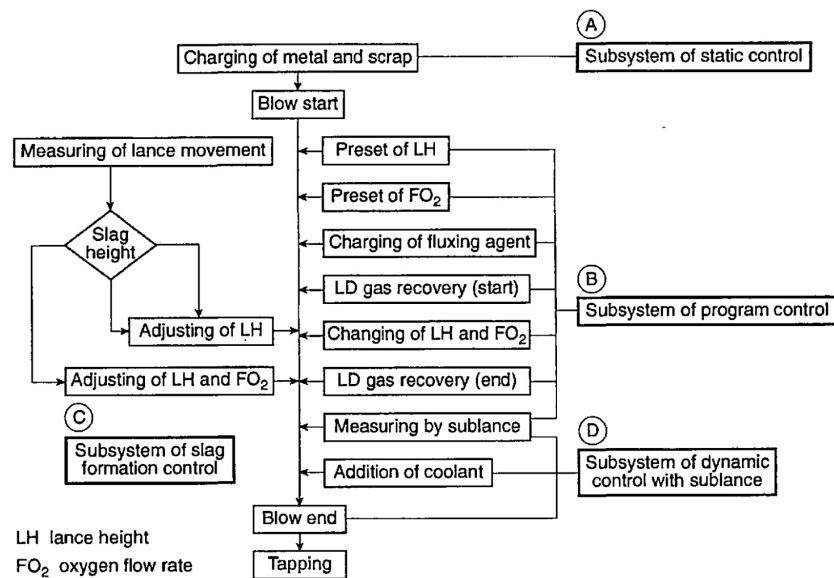 A
Charging of metal and scrap
Subsystem of static control
Blow start
Measuring of lance movement
Preset of LH
Preset of FO₂
Slag
height
Charging of fluxing agent
LD gas recovery (start)
B
Subsystem of program control
Adjusting of LH
Changing of LH and FO₂
Adjusting of LH and FO₂
LD gas recovery (end)
C
Measuring by sublance
D
Subsystem of slag
formation control
Addition of coolant
Subsystem of dynamic
control with sublance
Blow end
LH lance height
FO₂ oxygen flow rate
Tapping